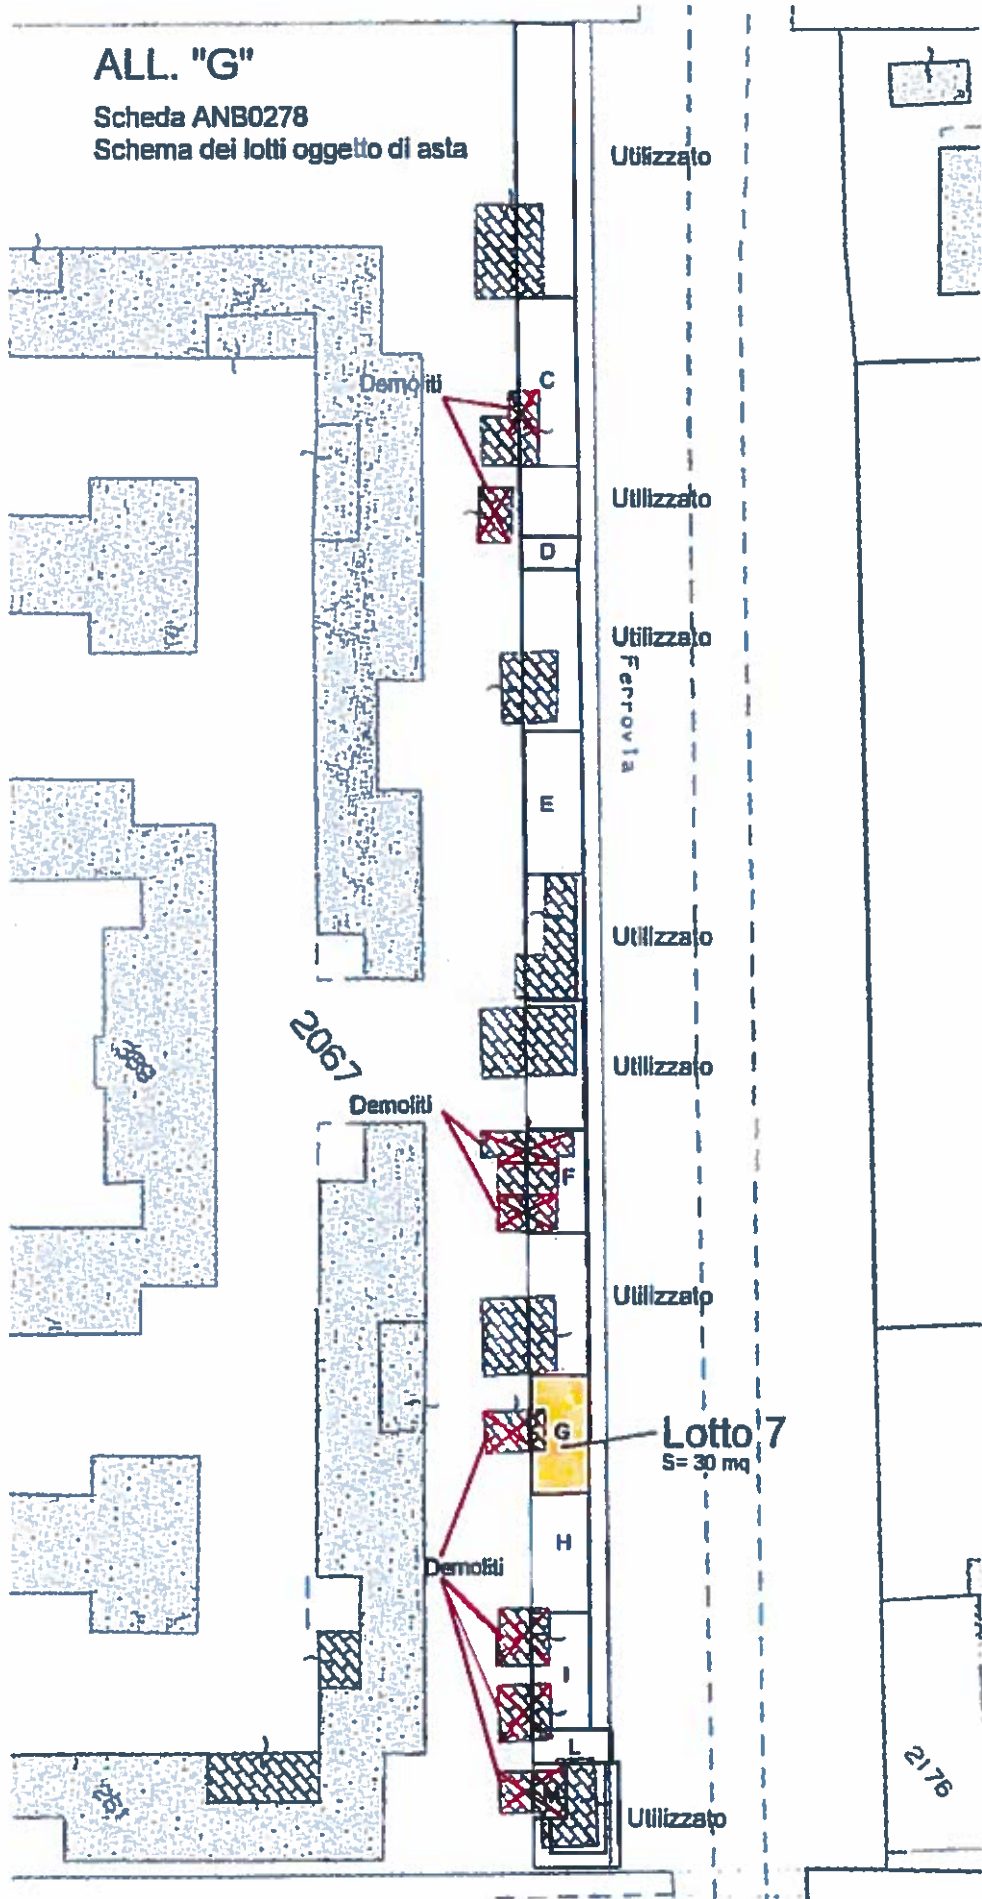 ALL. "G"
Scheda ANB0278
Schema dei lotti oggetto di asta
Utilizzato
Demoliti
C
Utilizzato
D
Utilizzato
Ferrovia
E
Utilizzato
2067
Utilizzato
Demoliti
F
Utilizzato
G
Lotto 7
S= 30 mq
H
Demoliti
I
L
2176
Utilizzato